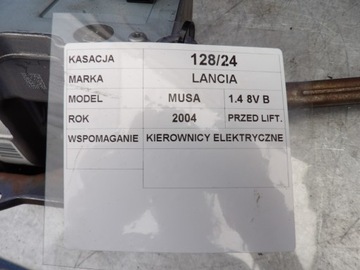 KASACJA 128/24
MARKA LANCIA
MODEL MUSA 1.4 8V B
ROK 2004 PRZED LIFT.
WSPOMAGANIE KIEROWNICY ELEKTRYCZNE